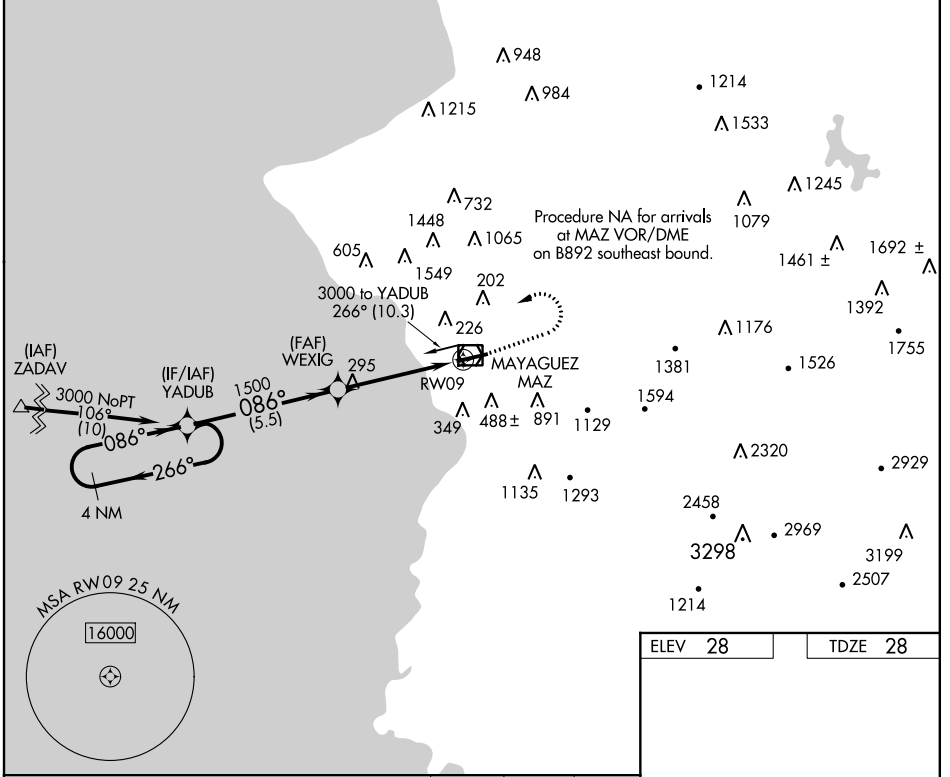 948
984
1214
1215
1533
1245
732
1079
Procedure NA for arrivals
at MAZ VOR/DME
on B892 southeast bound.
1448
1065
605
1549
1461 ±
1692 ±
202
1392
3000 to YADUB
266° (10.3)
226
1176
1755
(FAF)
WEXIG
295
RW09
MAYAGUEZ
MAZ
1381
1526
(IAF)
ZADAV
(IF/IAF)
YADUB
3000 NoPT
106°
(10)
1500
086°
(5.5)
086°
266°
4 NM
349
488 ±
891
1129
1594
2320
2929
1135
1293
2458
3298
2969
3199
2507
1214
MSA RW09 25 NM
16000
ELEV 28
TDZE 28